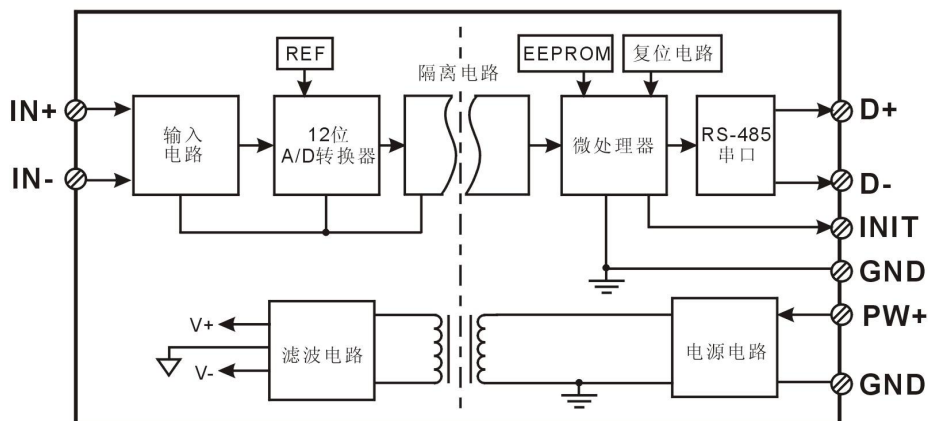 REF
EEPROM
复位电路
隔离电路
IN+
IN-
输入
电路
12位
A/D转换器
微处理器
RS-485
串口
D+
D-
INIT
GND
PW+
GND
V+
V-
滤波电路
电源电路